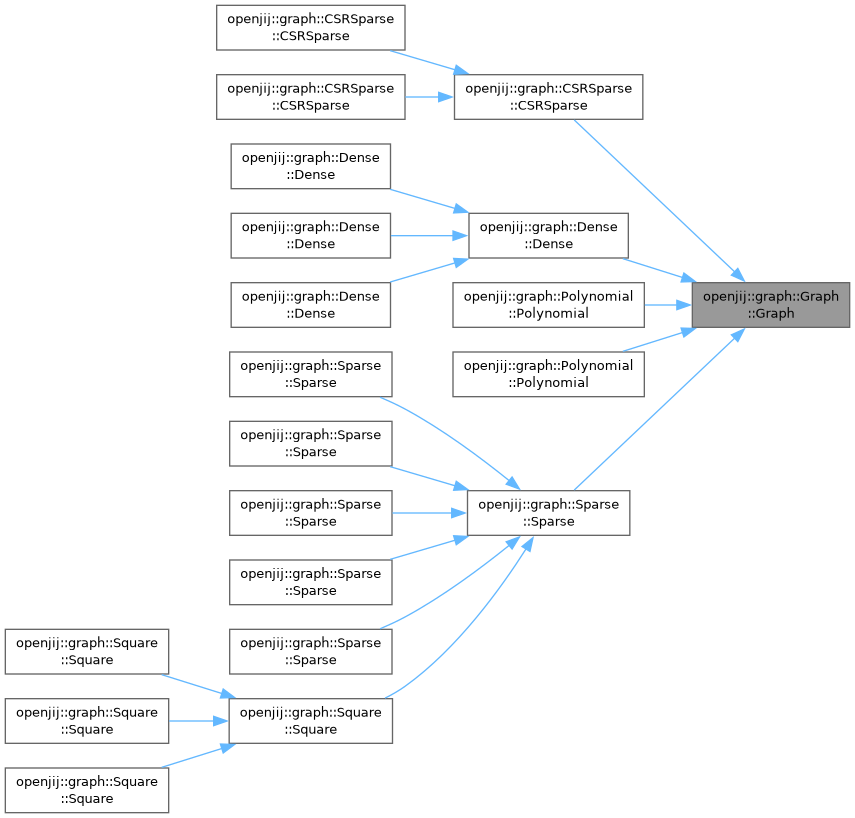 openjij::graph::CSRSparse
::CSRSparse
openjij::graph::CSRSparse
::CSRSparse
openjij::graph::CSRSparse
::CSRSparse
openjij::graph::Dense
::Dense
openjij::graph::Dense
::Dense
openjij::graph::Dense
::Dense
openjij::graph::Dense
::Dense
openjij::graph::Polynomial
::Polynomial
openjij::graph::Graph
::Graph
openjij::graph::Polynomial
::Polynomial
openjij::graph::Sparse
::Sparse
openjij::graph::Sparse
::Sparse
openjij::graph::Sparse
::Sparse
openjij::graph::Sparse
::Sparse
openjij::graph::Sparse
::Sparse
openjij::graph::Sparse
::Sparse
openjij::graph::Square
::Square
openjij::graph::Square
::Square
openjij::graph::Square
::Square
openjij::graph::Square
::Square